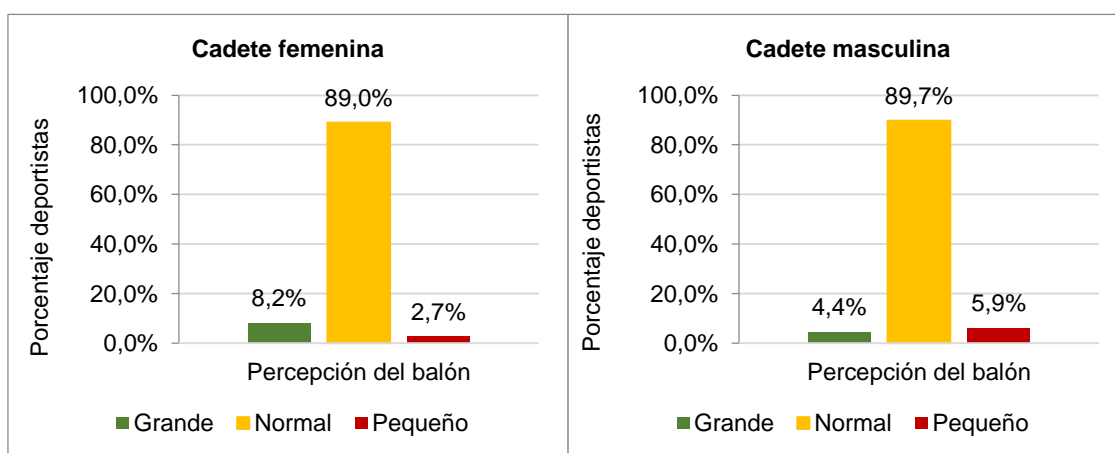 Cadete femenina
Porcentaje deportistas
100,0%
80,0%
60,0%
40,0%
20,0%
0,0%
89,0%
8,2%
2,7%
Percepción del balón
Grande Normal Pequeño
Cadete masculina
Porcentaje deportistas
100,0%
80,0%
60,0%
40,0%
20,0%
0,0%
89,7%
4,4%
5,9%
Percepción del balón
Grande Normal Pequeño